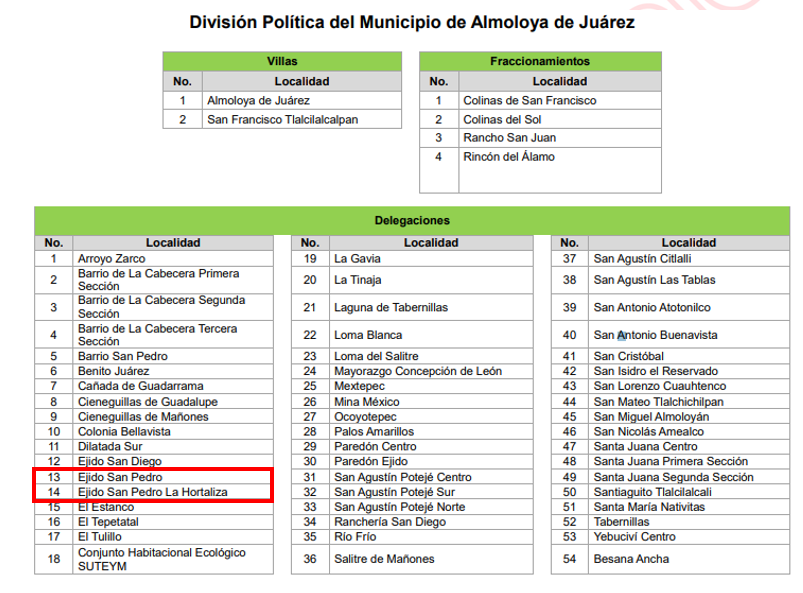 División Política del Municipio de Almoloya de Juárez
Villas
No. Localidad
1 Almoloya de Juárez
2 San Francisco Tlalcilalcalpan
Fraccionamientos
No. Localidad
1 Colinas de San Francisco
2 Colinas del Sol
3 Rancho San Juan
4 Rincón del Álamo
Delegaciones
No. Localidad
1 Arroyo Zarco
2 Barrio de La Cabecera Primera
Sección
3 Barrio de La Cabecera Segunda
Sección
4 Barrio de La Cabecera Tercera
Sección
5 Barrio San Pedro
6 Benito Juárez
7 Cañada de Guadarrama
8 Cieneguillas de Guadalupe
9 Cieneguillas de Mañones
10 Colonia Bellavista
11 Dilatada Sur
12 Ejido San Diego
13 Ejido San Pedro
14 Ejido San Pedro La Hortaliza
15 El Estanco
16 El Tepetatal
17 El Tulillo
18 Conjunto Habitacional Ecológico
SUTEYM
No. Localidad
19 La Gavia
20 La Tinaja
21 Laguna de Tabernillas
22 Loma Blanca
23 Loma del Salitre
24 Mayorazgo Concepción de León
25 Mextepec
26 Mina México
27 Ocoyotepec
28 Palos Amarillos
29 Paredón Centro
30 Paredón Ejido
31 San Agustín Potejé Centro
32 San Agustín Potejé Sur
33 San Agustín Potejé Norte
34 Ranchería San Diego
35 Río Frío
36 Salitre de Mañones
No. Localidad
37 San Agustín Citlalli
38 San Agustín Las Tablas
39 San Antonio Atotonilco
40 San Antonio Buenavista
41 San Cristóbal
42 San Isidro el Reservado
43 San Lorenzo Cuauhtenco
44 San Mateo Tlalchichilpan
45 San Miguel Almoloyán
46 San Nicolás Amealco
47 Santa Juana Centro
48 Santa Juana Primera Sección
49 Santa Juana Segunda Sección
50 Santiaguito Tlalcilalcali
51 Santa María Nativitas
52 Tabernillas
53 Yebuciví Centro
54 Besana Ancha